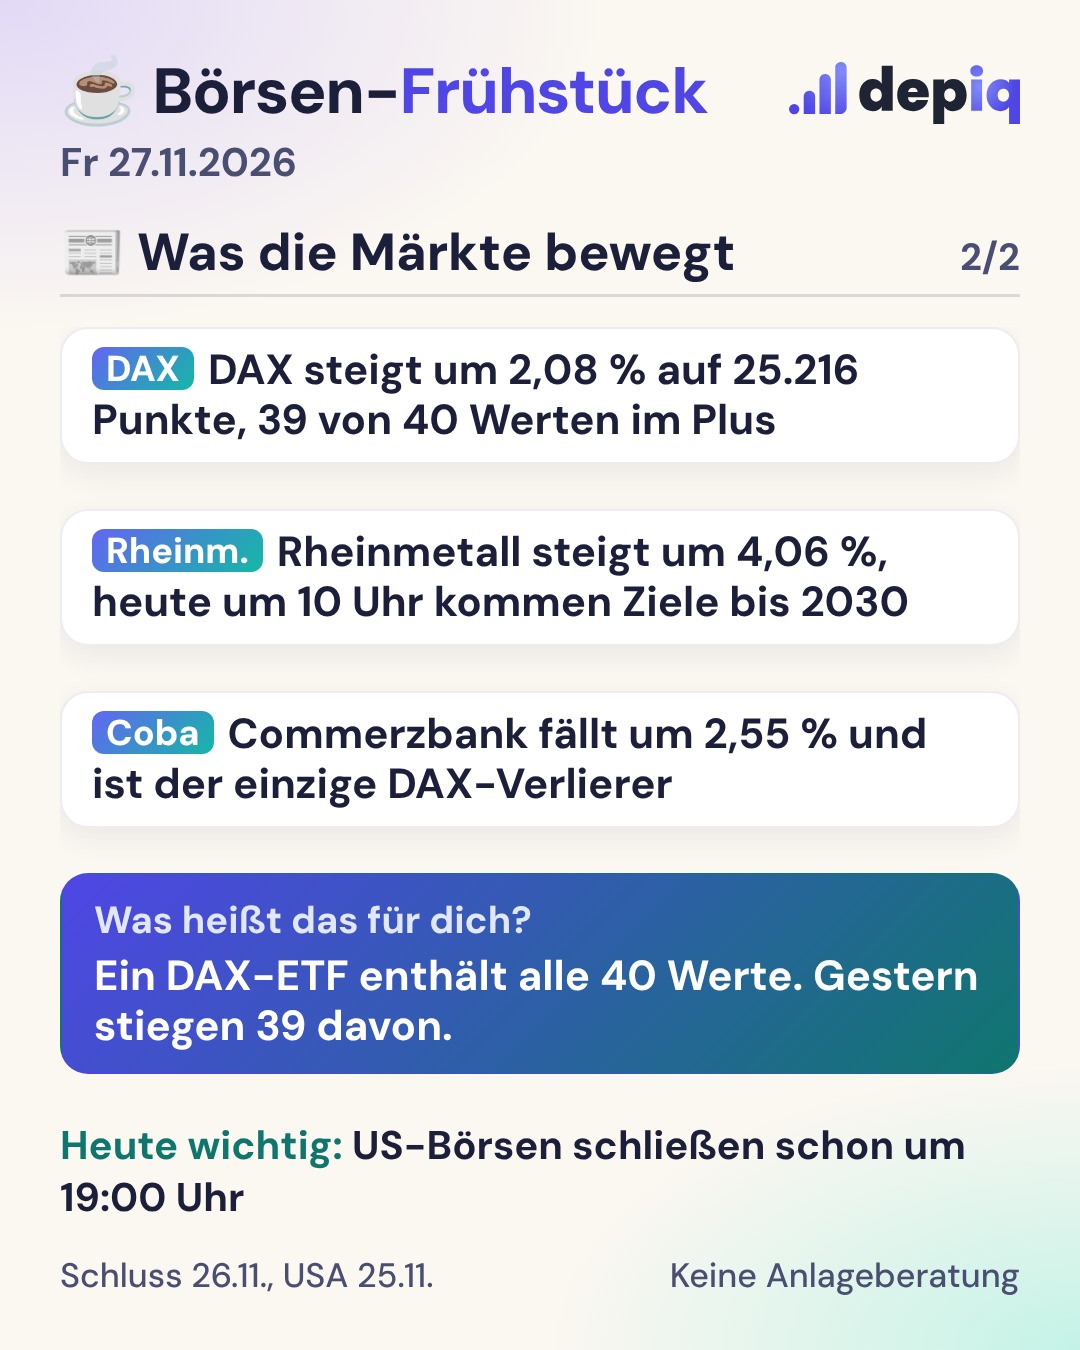 ☕ Börsen-Frühstück
depiq
Fr 27.11.2026
📰 Was die Märkte bewegt
2/2
DAX DAX steigt um 2,08 % auf 25.216
Punkte, 39 von 40 Werten im Plus
Rheinm. Rheinmetall steigt um 4,06 %,
heute um 10 Uhr kommen Ziele bis 2030
Coba Commerzbank fällt um 2,55 % und
ist der einzige DAX-Verlierer
Was heißt das für dich?
Ein DAX-ETF enthält alle 40 Werte. Gestern
stiegen 39 davon.
Heute wichtig: US-Börsen schließen schon um
19:00 Uhr
Schluss 26.11., USA 25.11.
Keine Anlageberatung